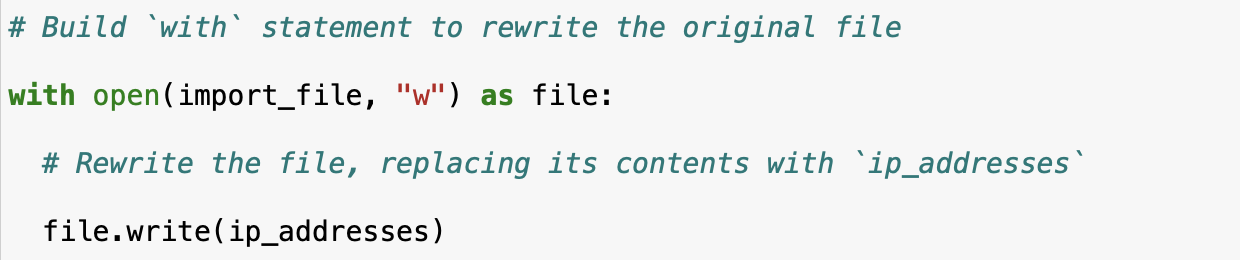 # Build `with` statement to rewrite the original file
with open(import_file, "w") as file:
# Rewrite the file, replacing its contents with `ip_addresses`
file.write(ip_addresses)